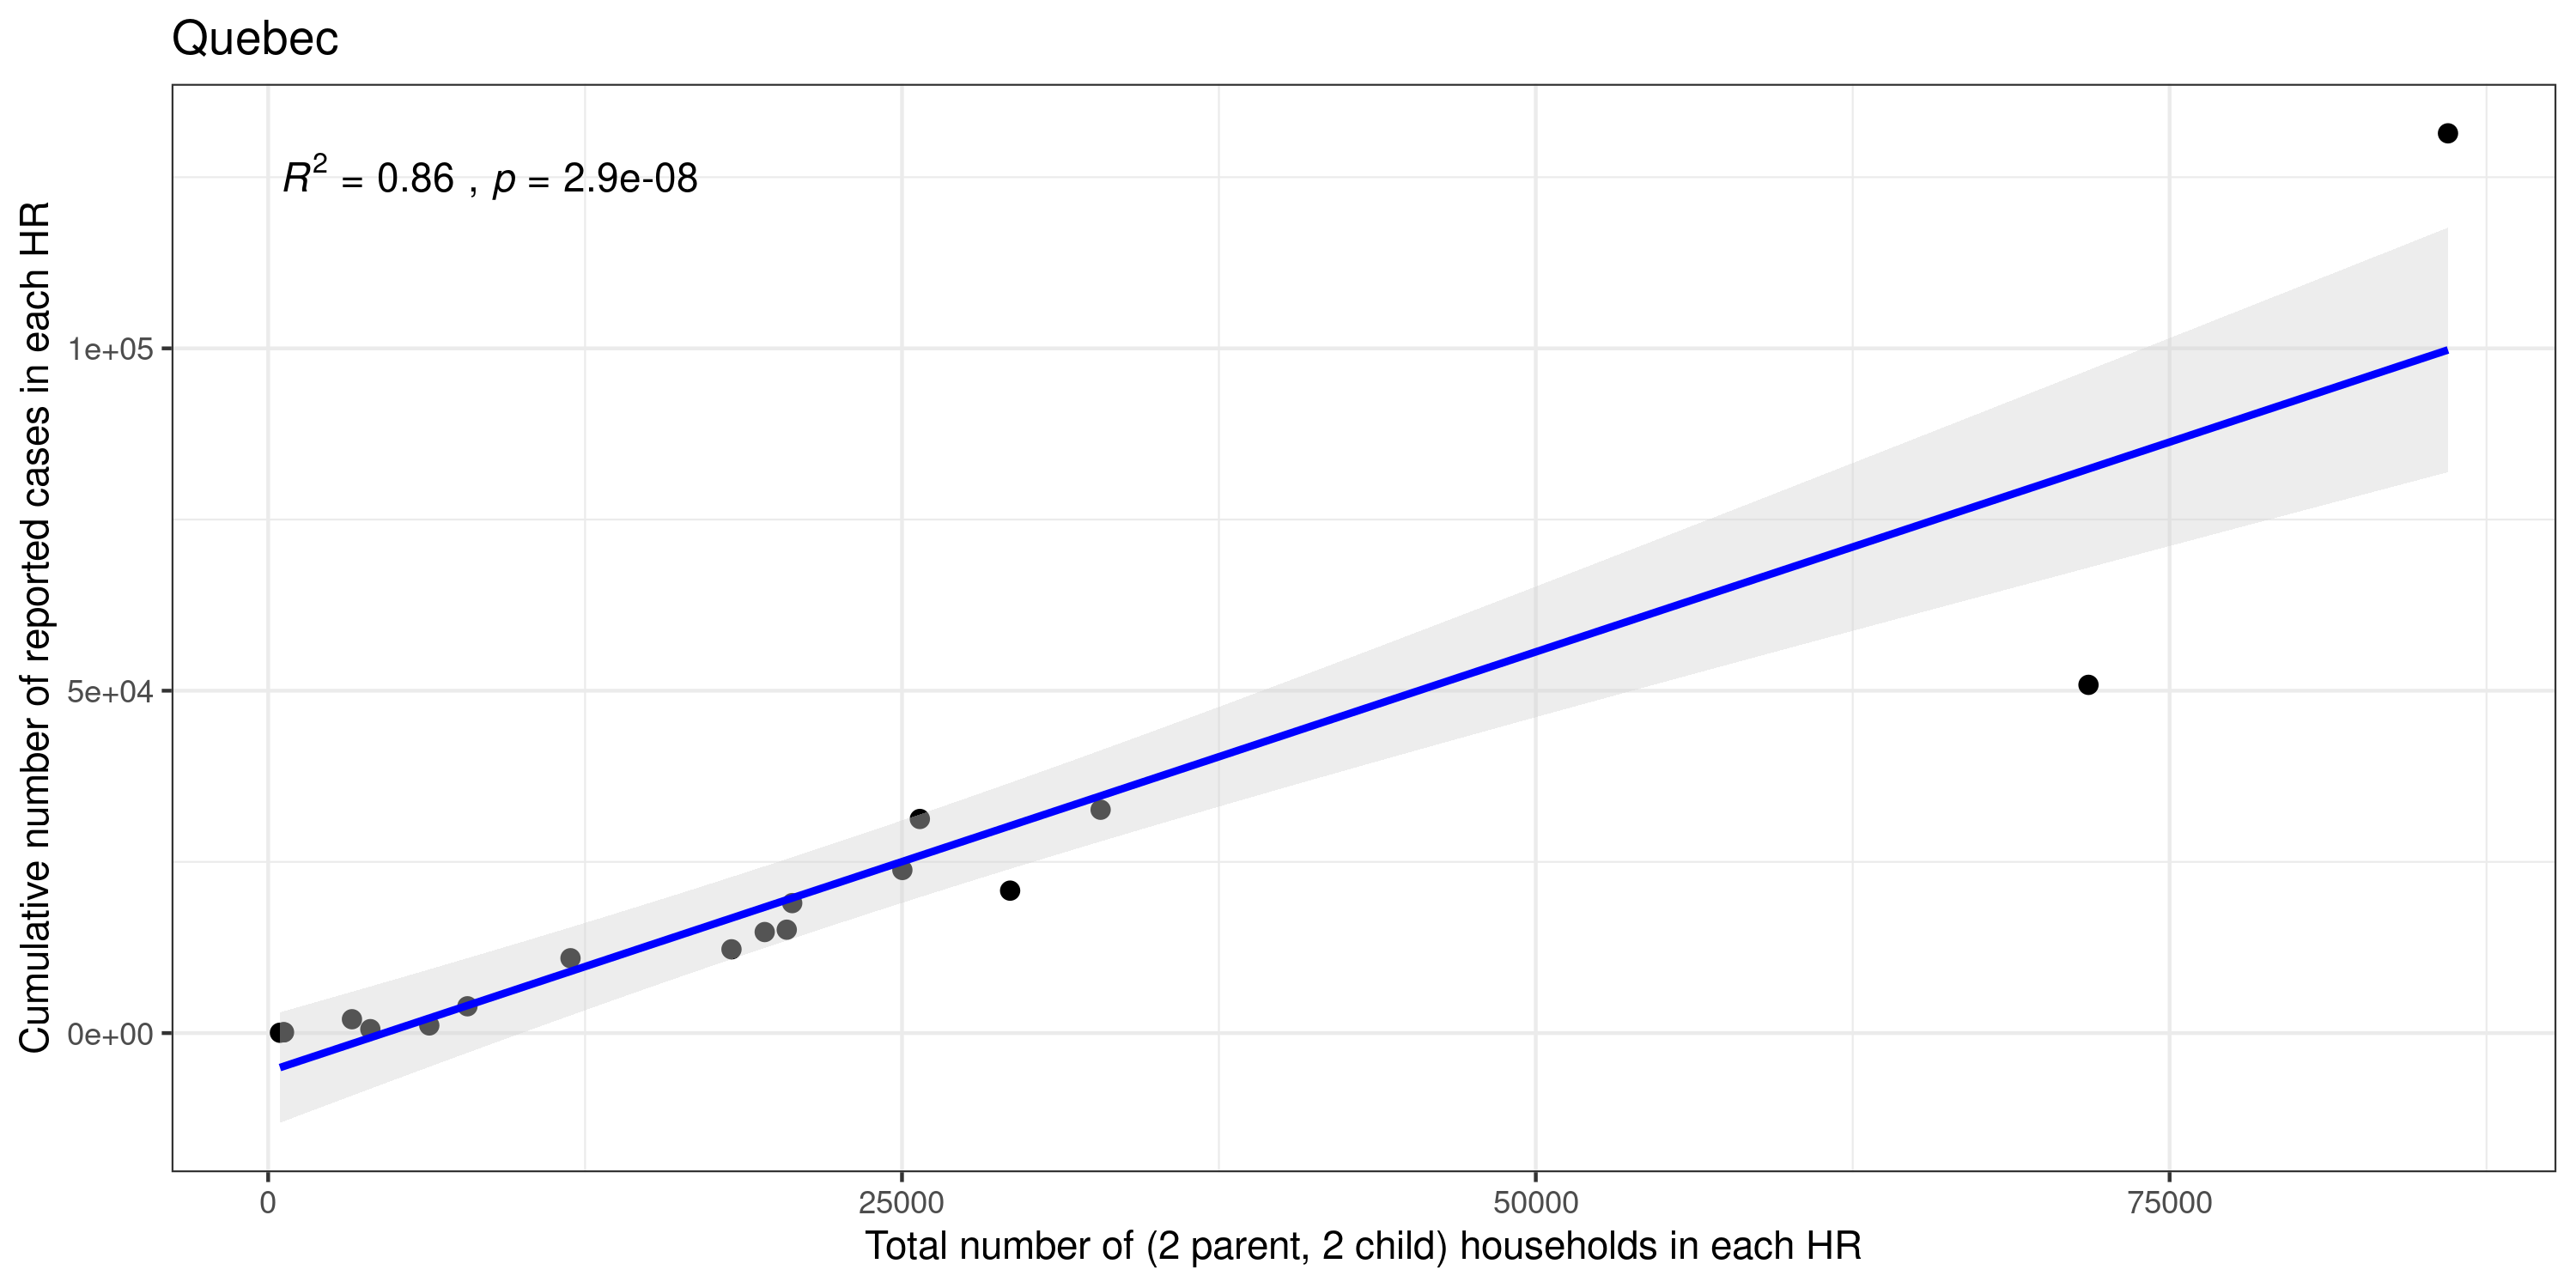 Quebec
R² = 0.86 , p = 2.9e-08
Cumulative number of reported cases in each HR
1e+05
5e+04
0e+00
0 25000 50000 75000
Total number of (2 parent, 2 child) households in each HR